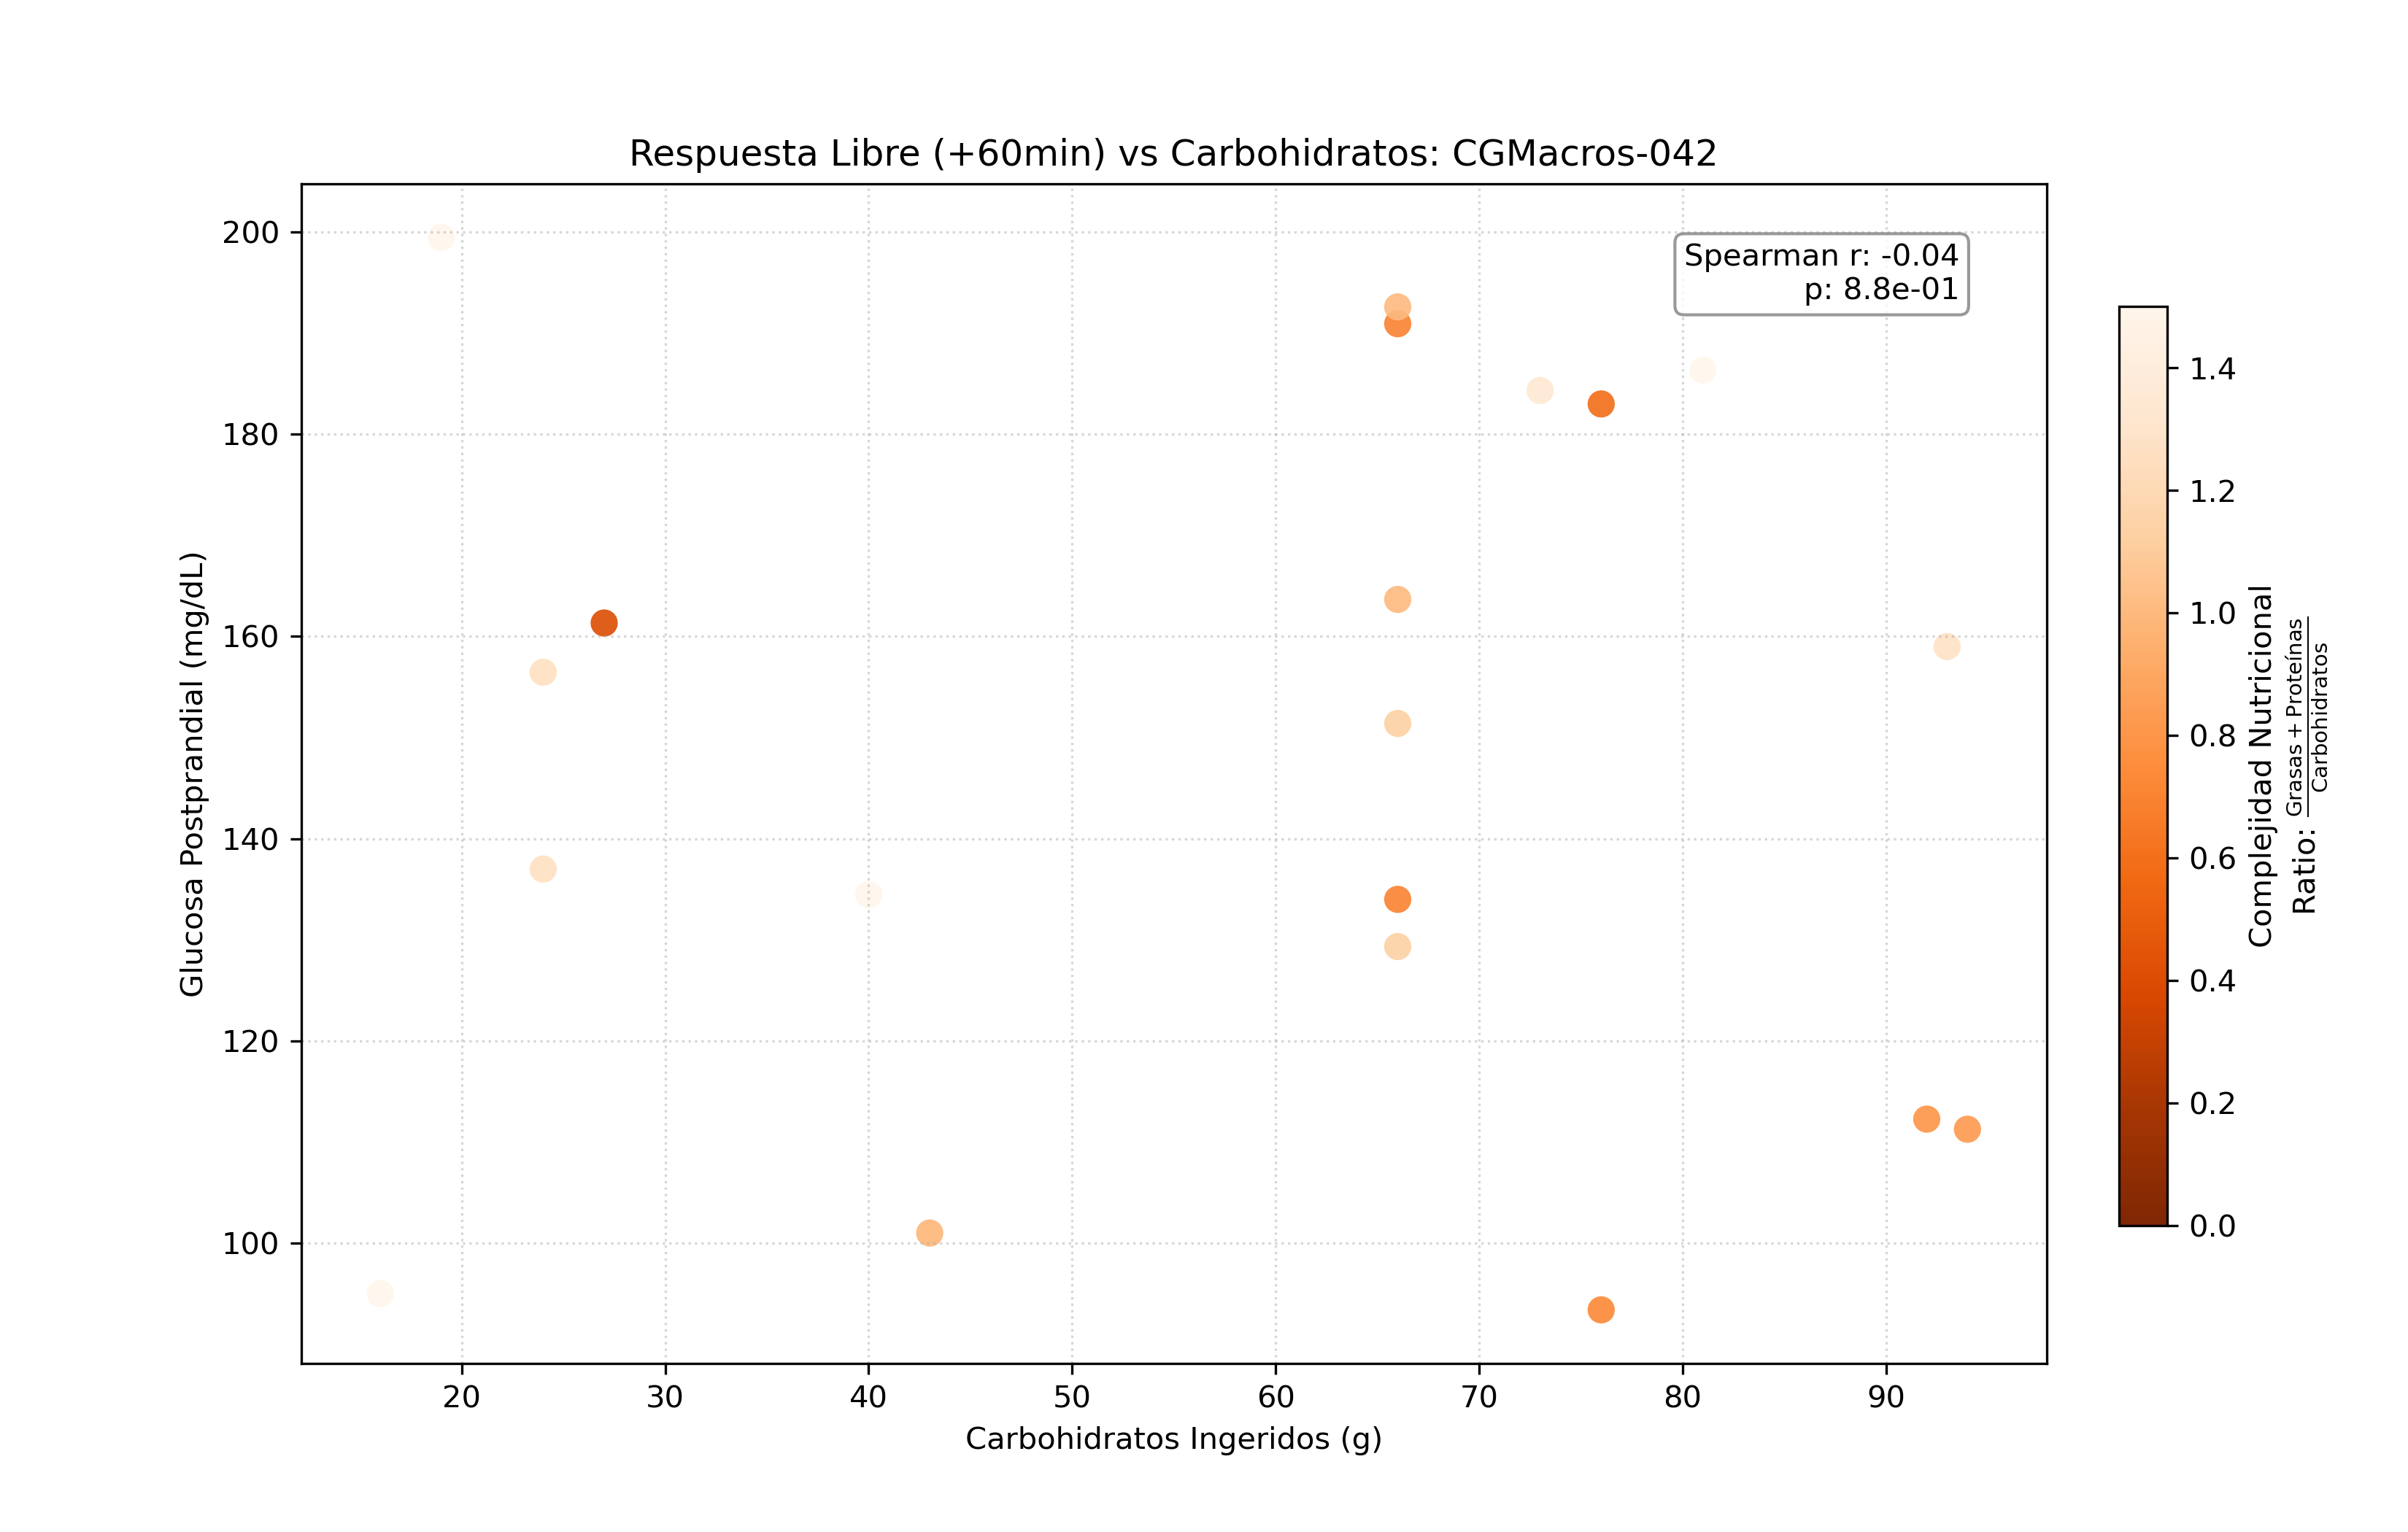 Respuesta Libre (+60min) vs Carbohidratos: CGMacros-042
Spearman r: -0.04
p: 8.8e-01
Glucosa Postprandial (mg/dL)
200
180
160
140
120
100
20
30
40
50
60
70
80
90
Carbohidratos Ingeridos (g)
1.4
1.2
1.0
0.8
0.6
0.4
0.2
0.0
Complejidad Nutricional
Ratio: Grasas + Proteínas
Carbohidratos